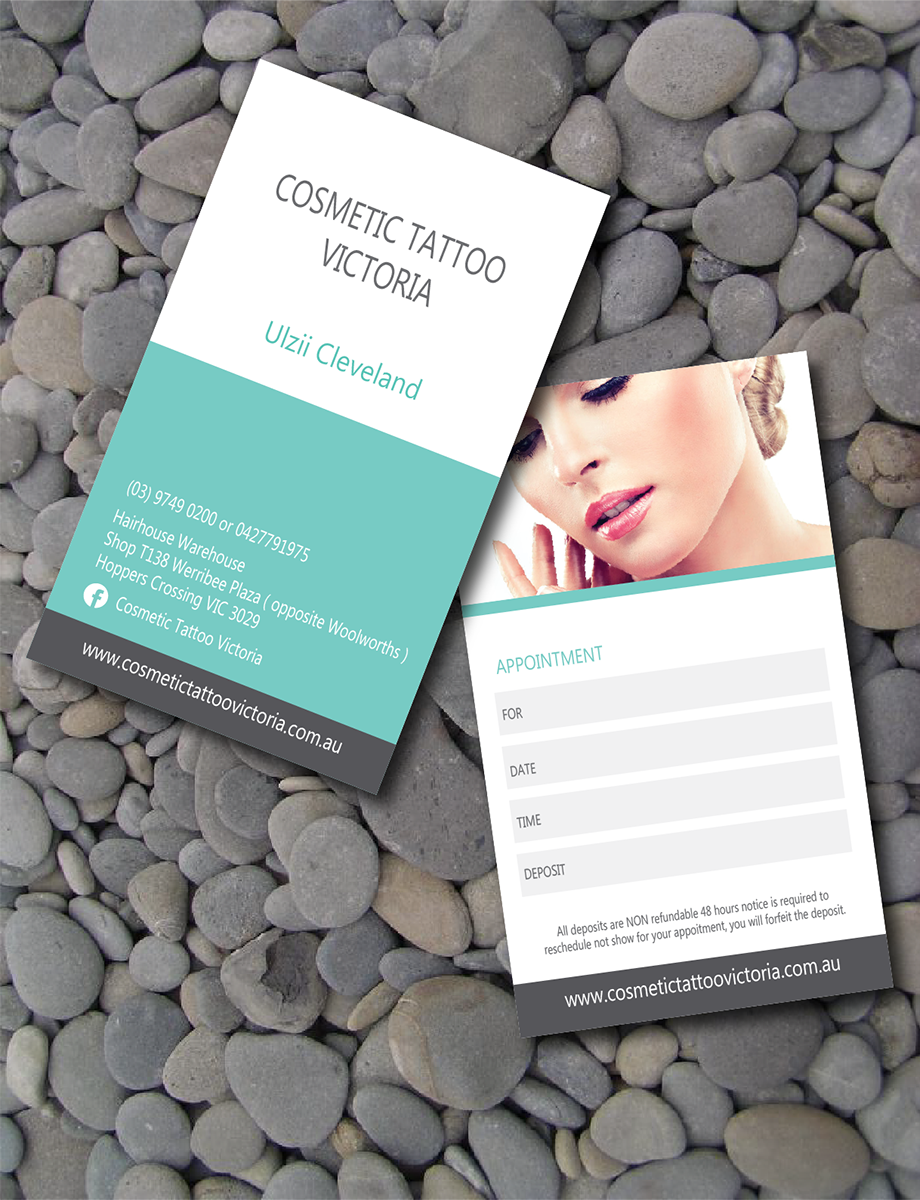 COSMETIC TATTOO
VICTORIA
Ulzii Cleveland
(03) 9749 0200 or 0427791975
Hairhouse Warehouse
Shop T138 Werribee Plaza ( opposite Woolworths )
Hoppers Crossing VIC 3029
Cosmetic Tattoo Victoria
www.cosmetictattoovictoria.com.au
APPOINTMENT
FOR
DATE
TIME
DEPOSIT
All deposits are NON refundable 48 hours notice is required to
reschedule not show for your appoitment, you will forfeit the deposit.
www.cosmetictattoovictoria.com.au